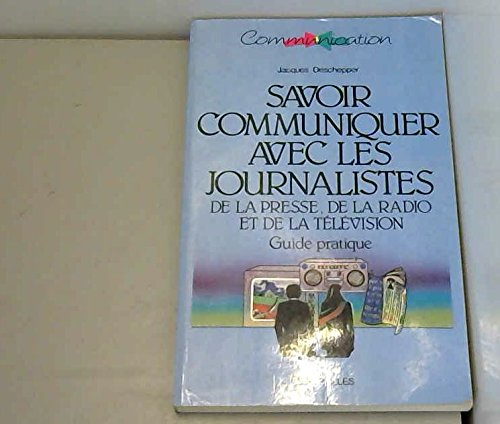 Communication
Jacques Deschepper
SAVOIR
COMMUNIQUER
AVEC LES
JOURNALISTES
DE LA PRESSE, DE LA RADIO
ET DE LA TÉLÉVISION
Guide pratique